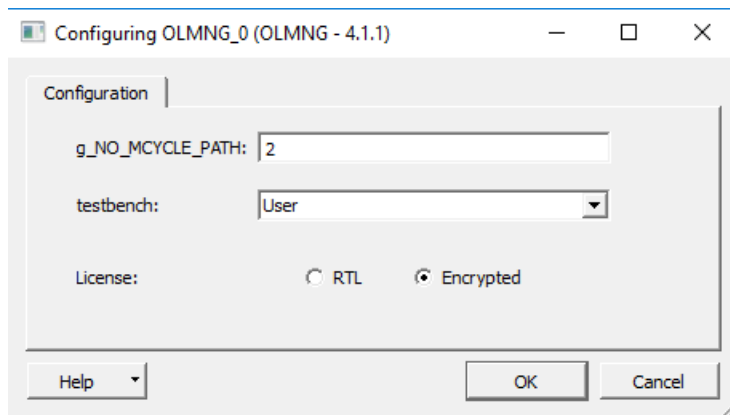 Configuring OLMNG_0 (OLMNG - 4.1.1)
Configuration
g_NO_MCYCLE_PATH: 2
testbench: User
License: RTL Encrypted
Help OK Cancel